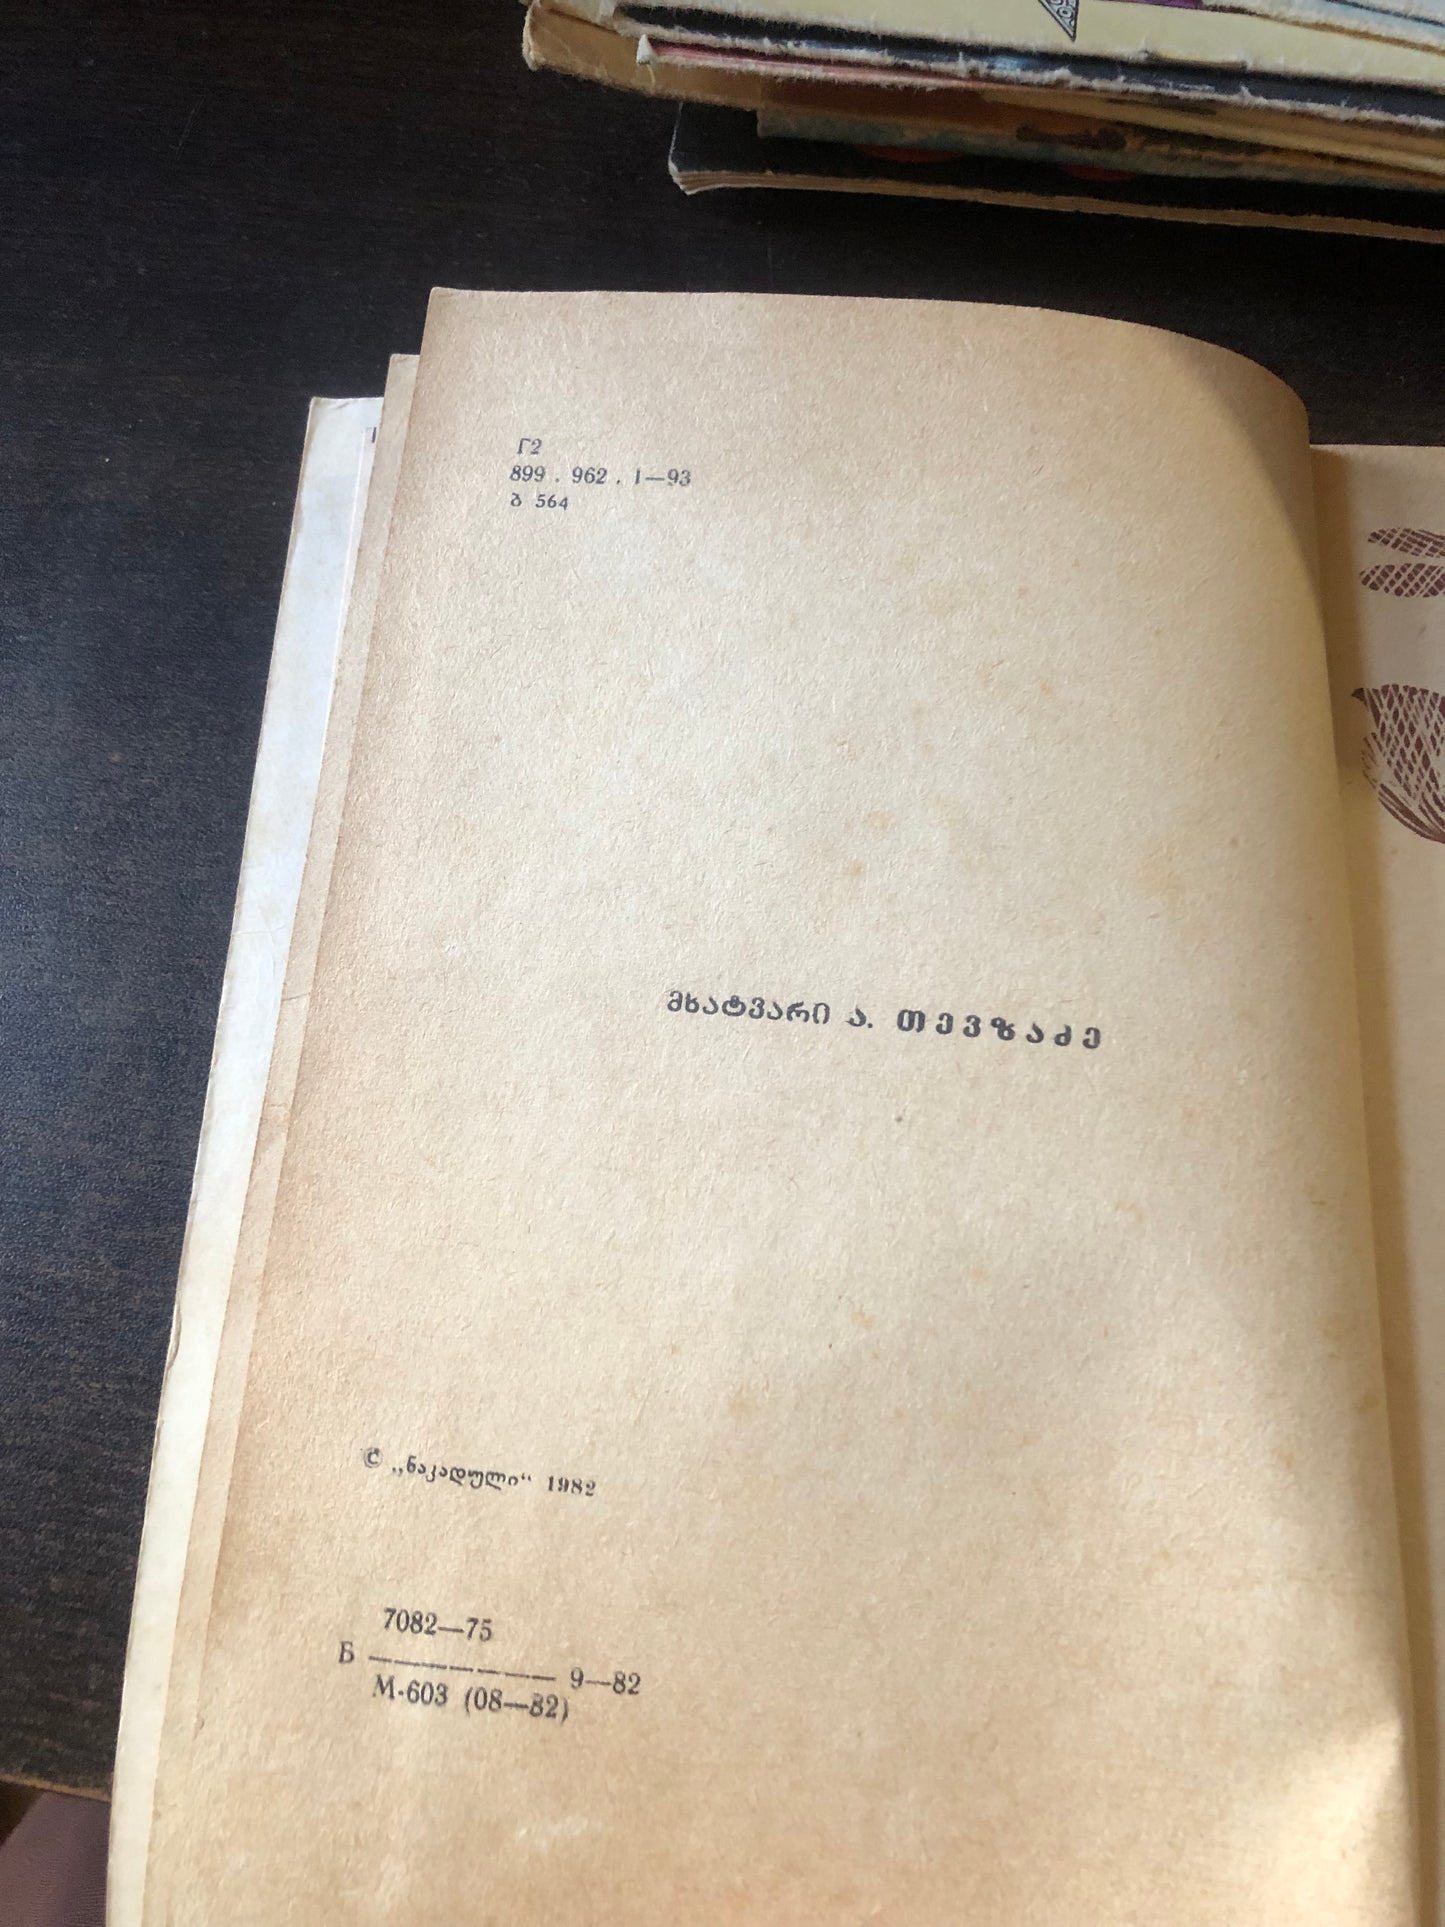 Г2
899 . 962 . 1—93
ბ 564
მხატვარი ა. თევზაძე
© „ნაკადული“ 1982
7082—75
Б ——————— 9—82
М-603 (08—82)